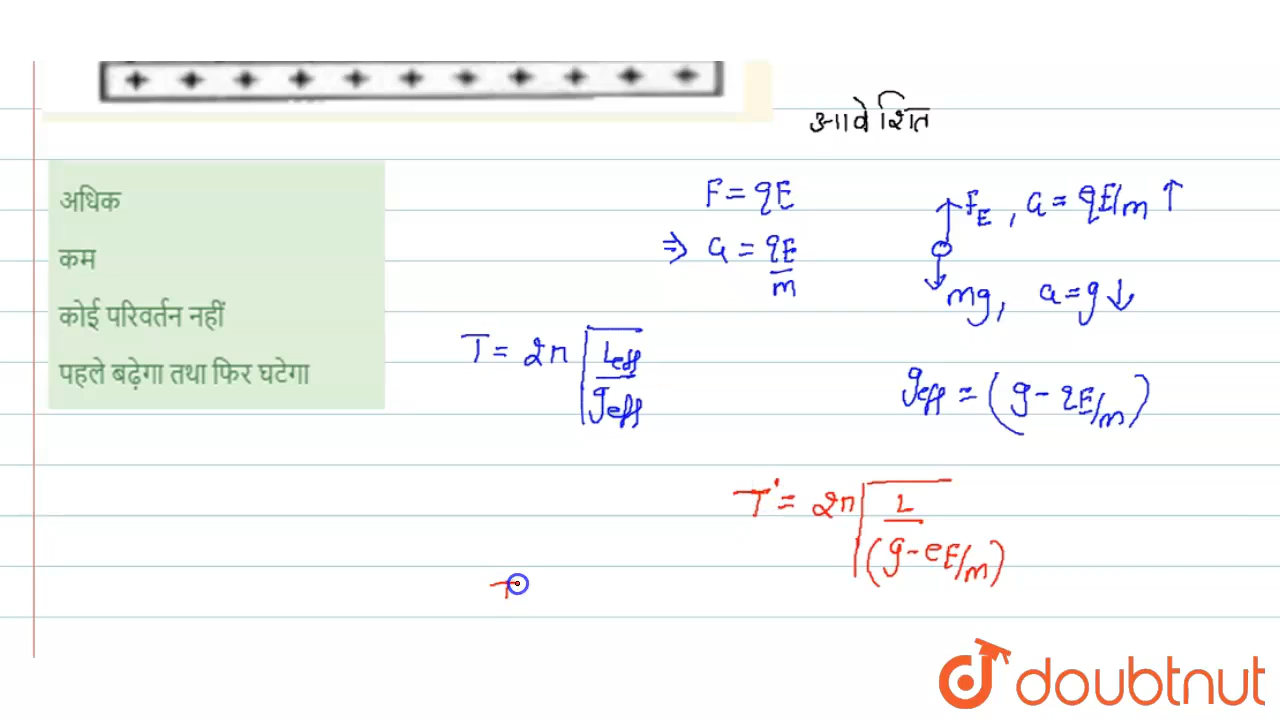 + + + + + + + + + + +
आवेशित
अधिक
कम
कोई परिवर्तन नहीं
पहले बढ़ेगा तथा फिर घटेगा
F = qE
⇒ a = qE/m
F_E, a = qE/m ↑
mg, a = g ↓
T = 2π √(L_eff/g_eff)
g_eff = (g - qE/m)
T' = 2π √(L/(g - eE/m))
T
doubtnut